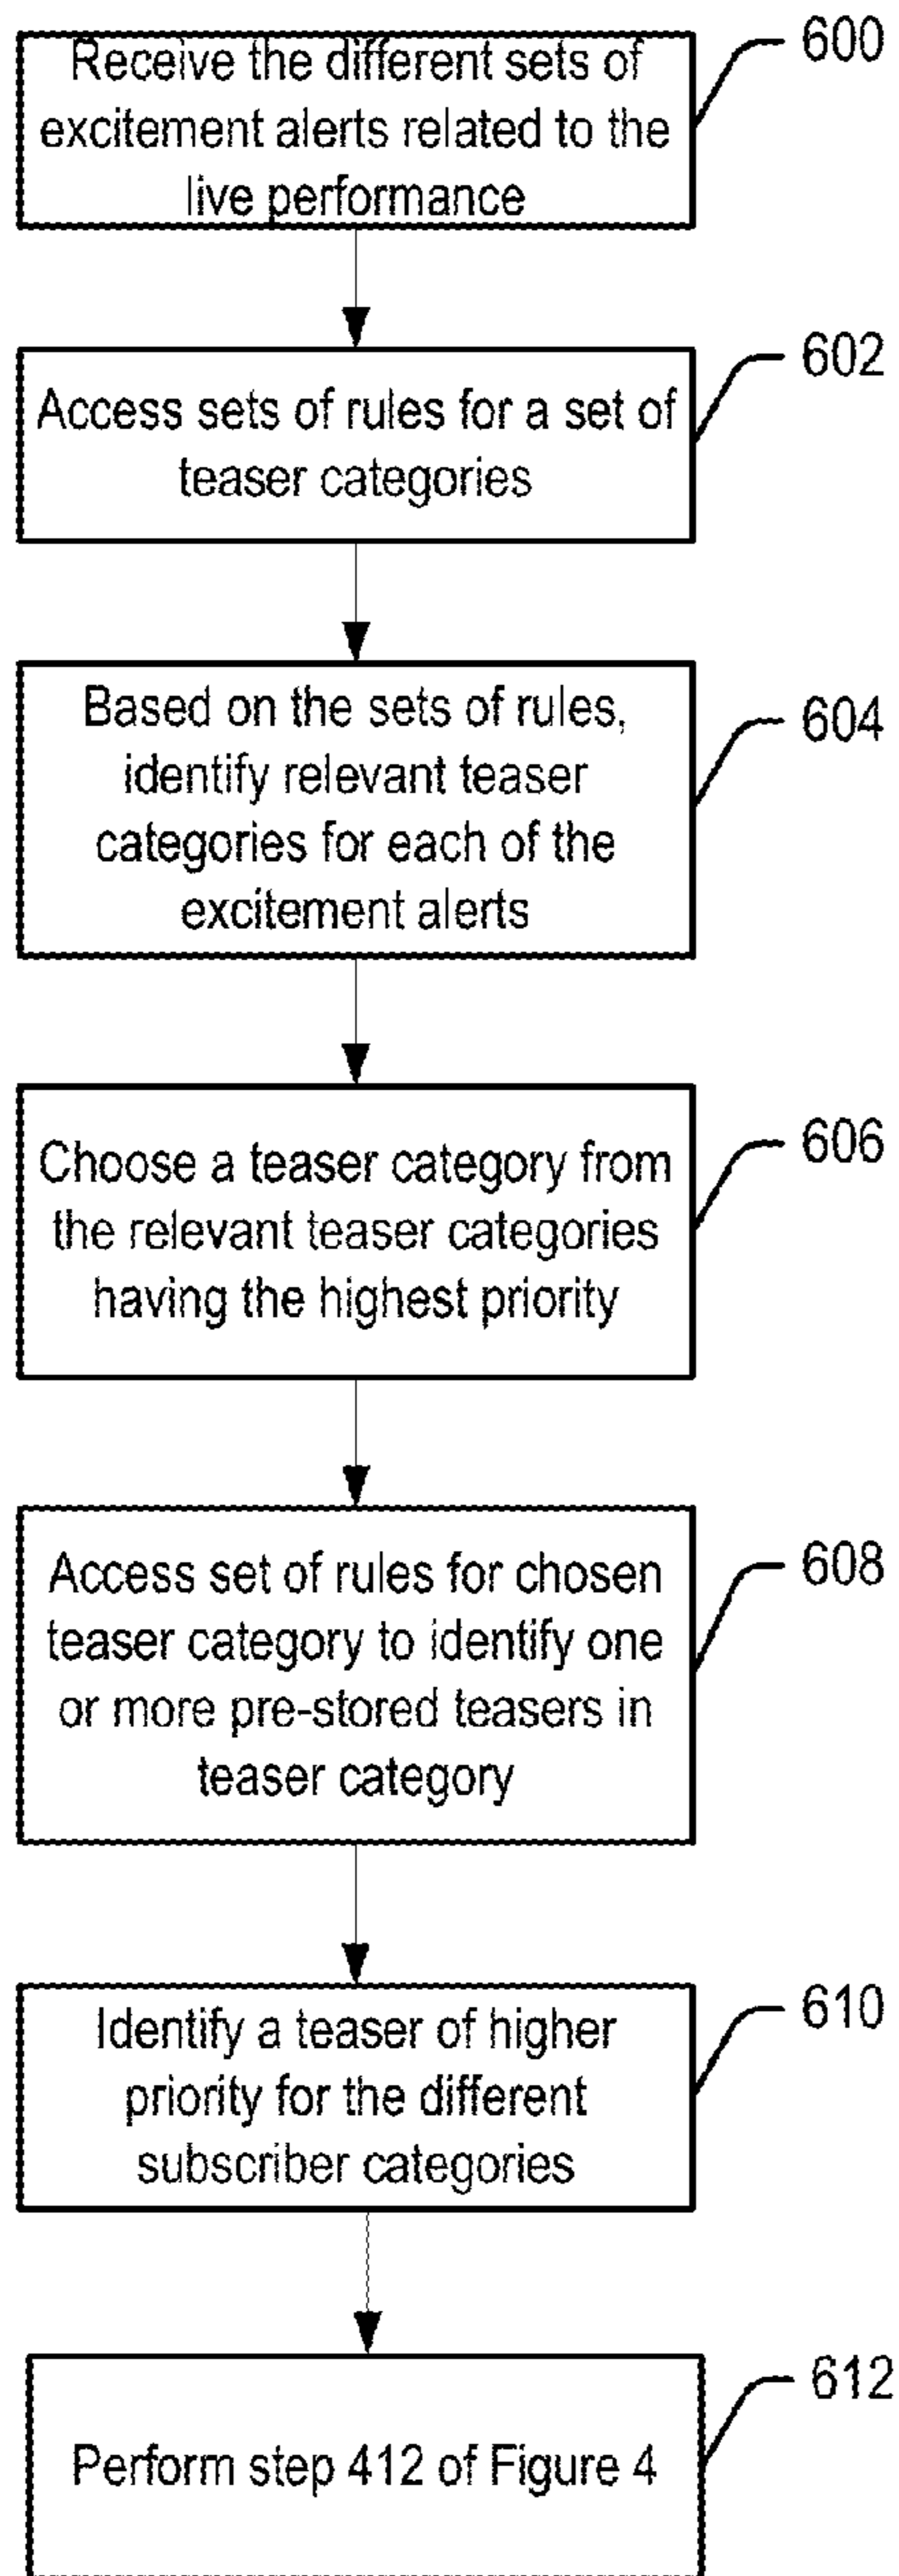 Receive the different sets of
excitement alerts related to the
live performance
600
Access sets of rules for a set of
teaser categories
602
Based on the sets of rules,
identify relevant teaser
categories for each of the
excitement alerts
604
Choose a teaser category from
the relevant teaser categories
having the highest priority
606
Access set of rules for chosen
teaser category to identify one
or more pre-stored teasers in
teaser category
608
Identify a teaser of higher
priority for the different
subscriber categories
610
Perform step 412 of Figure 4
612